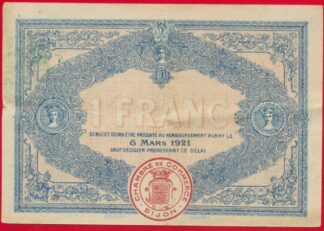 1 FRANC
CE BILLET DEVRA ÊTRE PRÉSENTÉ AU REMBOURSEMENT AVANT LE
6 MARS 1921
SAUF DÉCISION PROROGEANT CE DÉLAI
CHAMBRE DE COMMERCE
DIJON